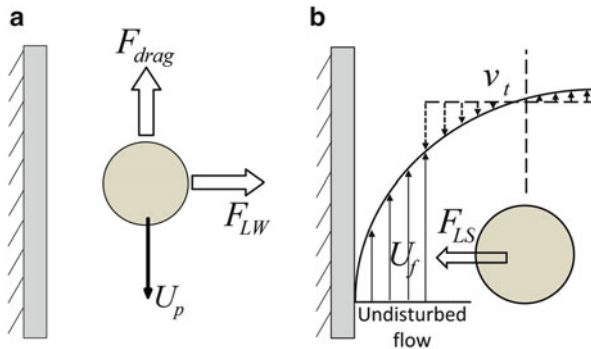 a
F_drag
F_LW
U_p
b
v_t
F_LS
U_f
Undisturbed
flow